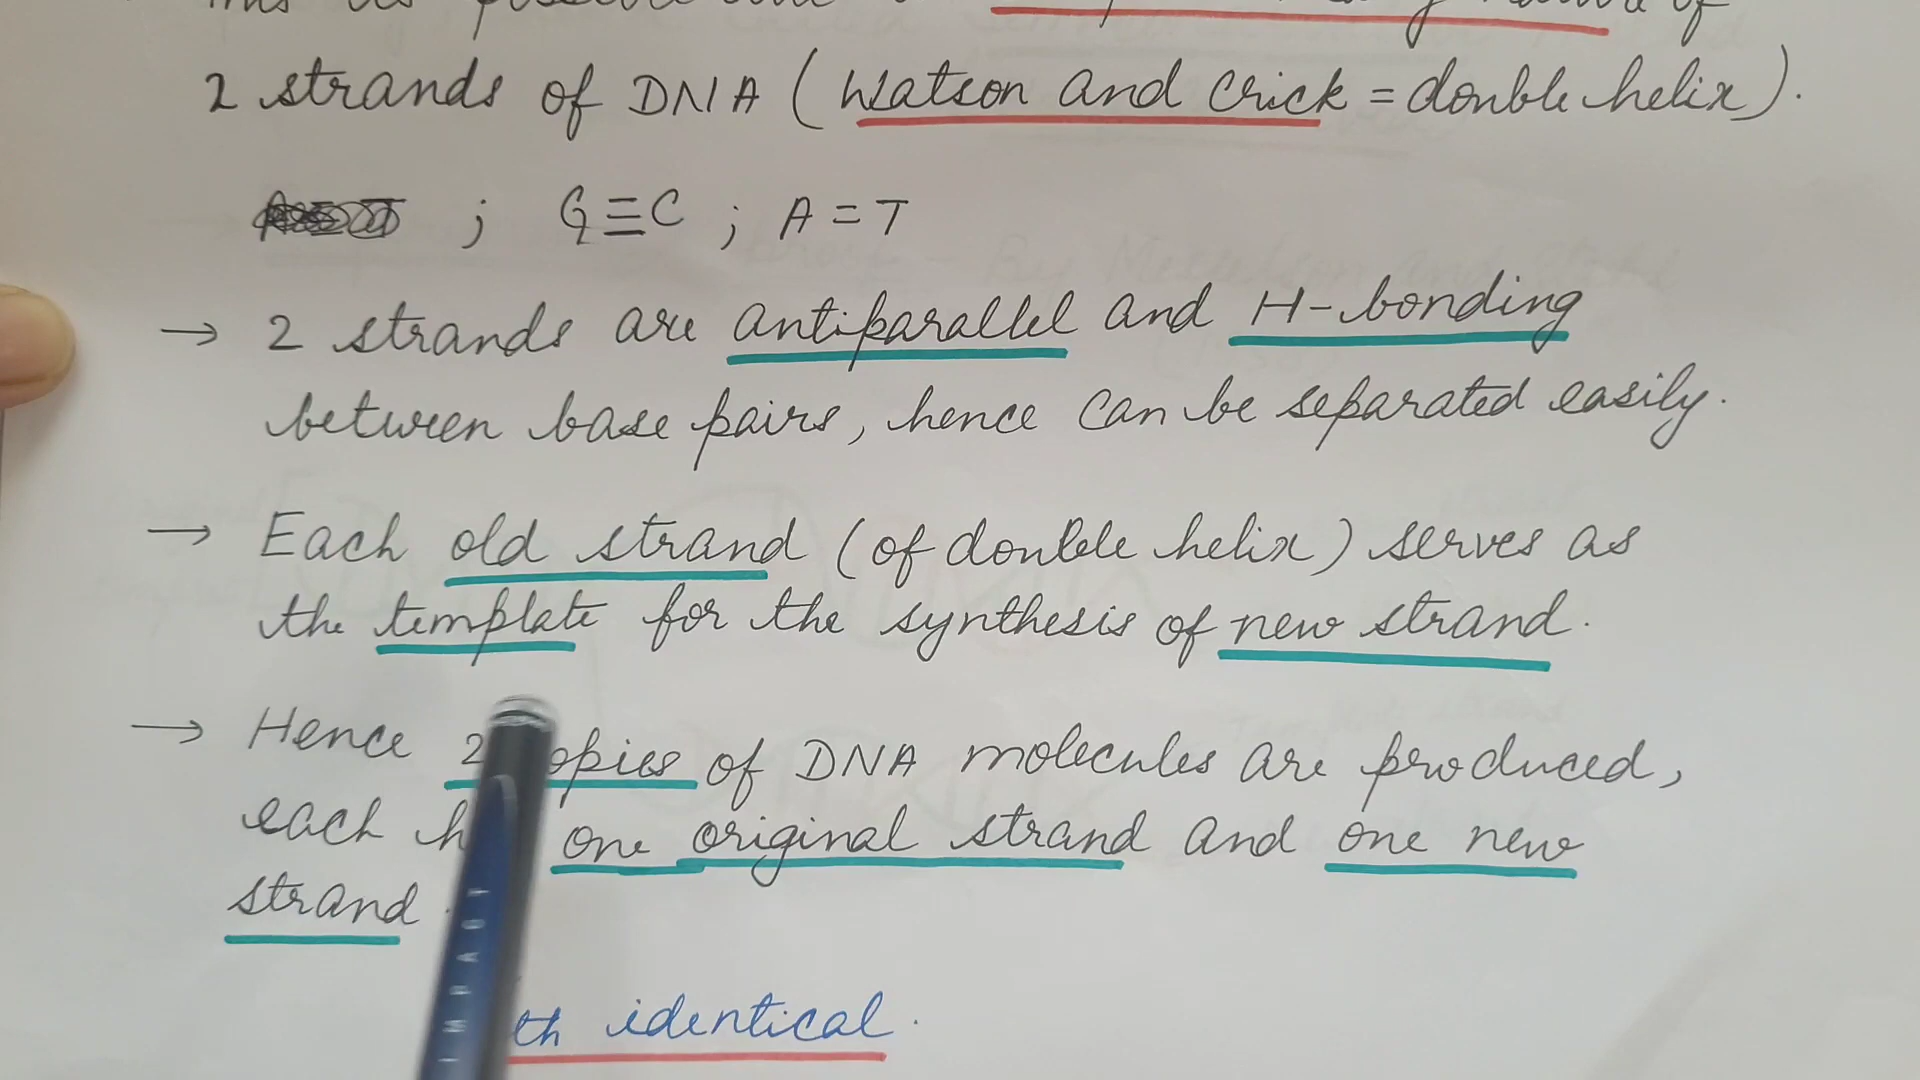 2 strands of DNA (Watson and Crick = double helix).
; G≡C ; A=T
→ 2 strands are antiparallel and H-bonding
between base pairs, hence can be separated easily.
→ Each old strand (of double helix) serves as
the template for the synthesis of new strand.
→ Hence 2 of DNA molecules are produced,
each one original strand and one new
strand.
identical.
IMPACT